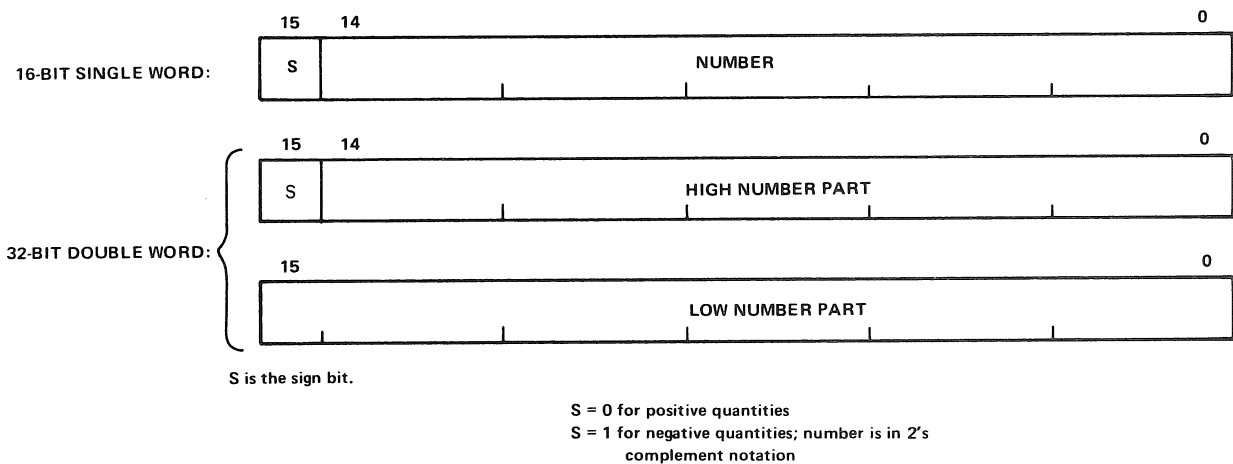 15 14 0
16-BIT SINGLE WORD: S NUMBER
15 14 0
S HIGH NUMBER PART
32-BIT DOUBLE WORD:
15 0
LOW NUMBER PART
S is the sign bit.
S = 0 for positive quantities
S = 1 for negative quantities; number is in 2's
complement notation